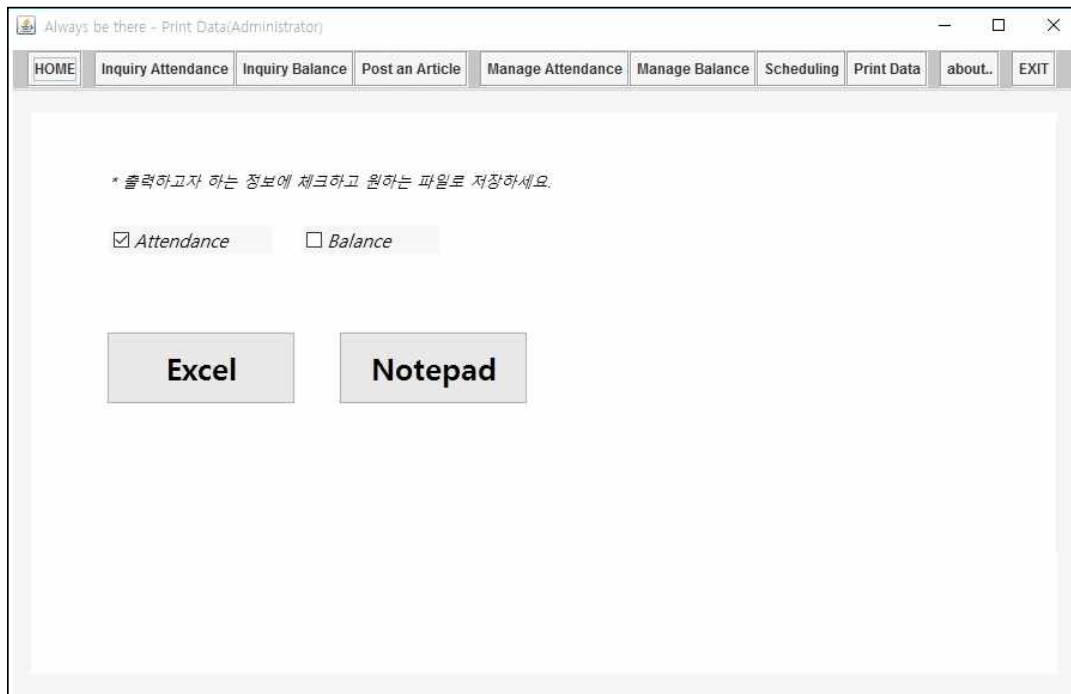 Always be there - Print Data(Administrator)
HOME Inquiry Attendance Inquiry Balance Post an Article Manage Attendance Manage Balance Scheduling Print Data about.. EXIT
* 출력하고자 하는 정보에 체크하고 원하는 파일로 저장하세요.
Attendance Balance
Excel Notepad